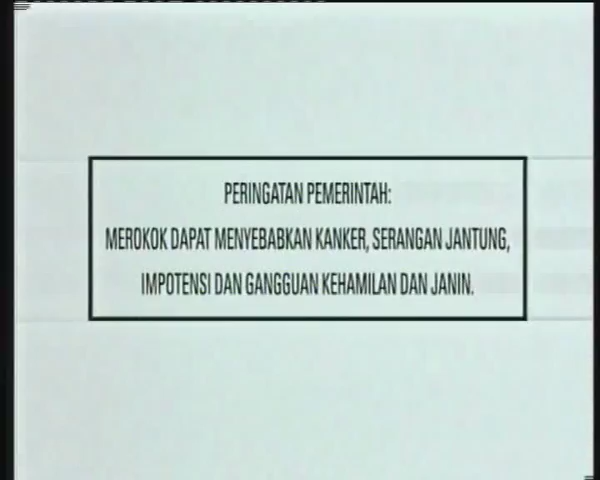 PERINGATAN PEMERINTAH:
MEROKOK DAPAT MENYEBABKAN KANKER, SERANGAN JANTUNG,
IMPOTENSI DAN GANGGUAN KEHAMILAN DAN JANIN.